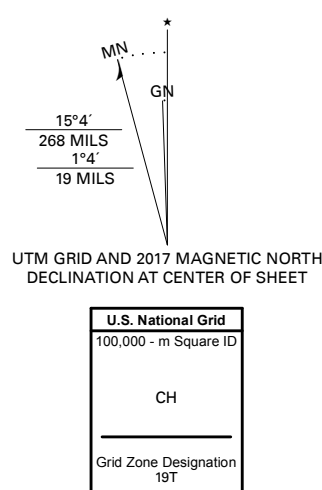 ★
MN
GN
15°4´
268 MILS
1°4´
19 MILS
UTM GRID AND 2017 MAGNETIC NORTH
DECLINATION AT CENTER OF SHEET
U.S. National Grid
100,000 - m Square ID
CH
Grid Zone Designation
19T